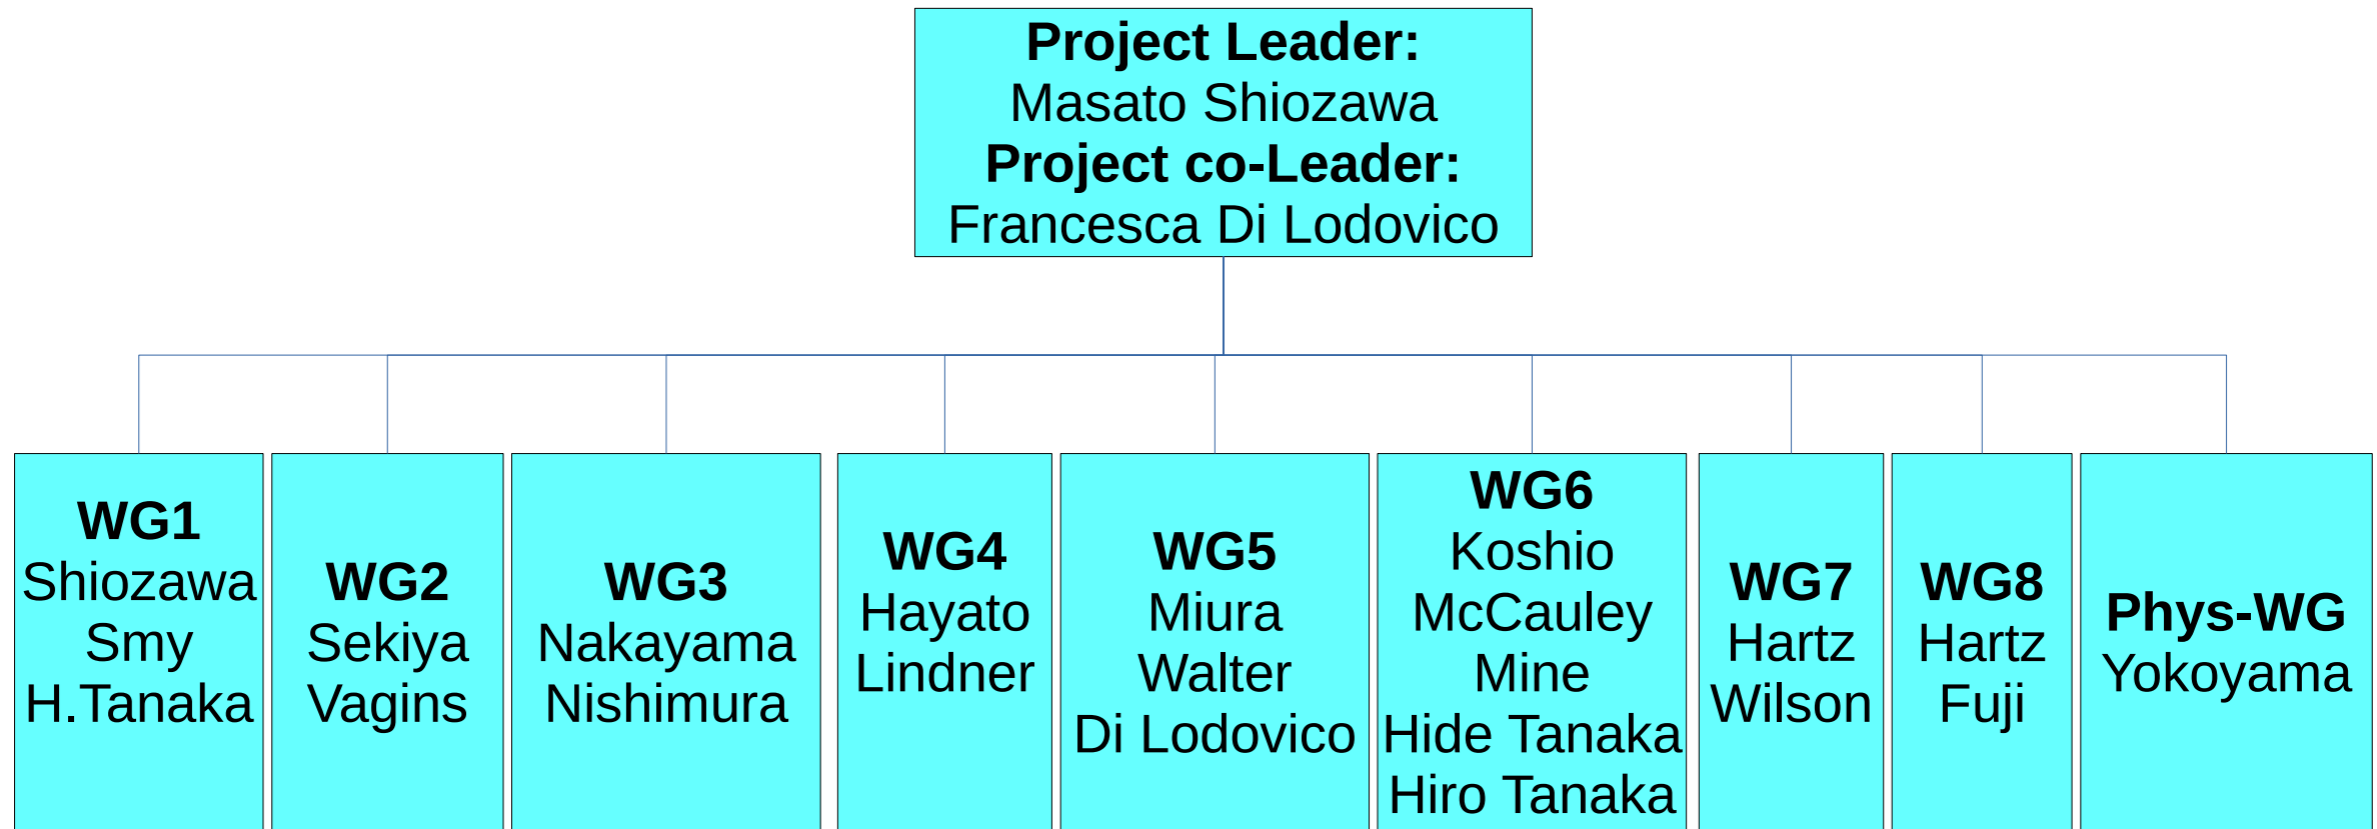 Project Leader:
Masato Shiozawa
Project co-Leader:
Francesca Di Lodovico
WG1
Shiozawa
Smy
H.Tanaka
WG2
Sekiya
Vagins
WG3
Nakayama
Nishimura
WG4
Hayato
Lindner
WG5
Miura
Walter
Di Lodovico
WG6
Koshio
McCauley
Mine
Hide Tanaka
Hiro Tanaka
WG7
Hartz
Wilson
WG8
Hartz
Fuji
Phys-WG
Yokoyama